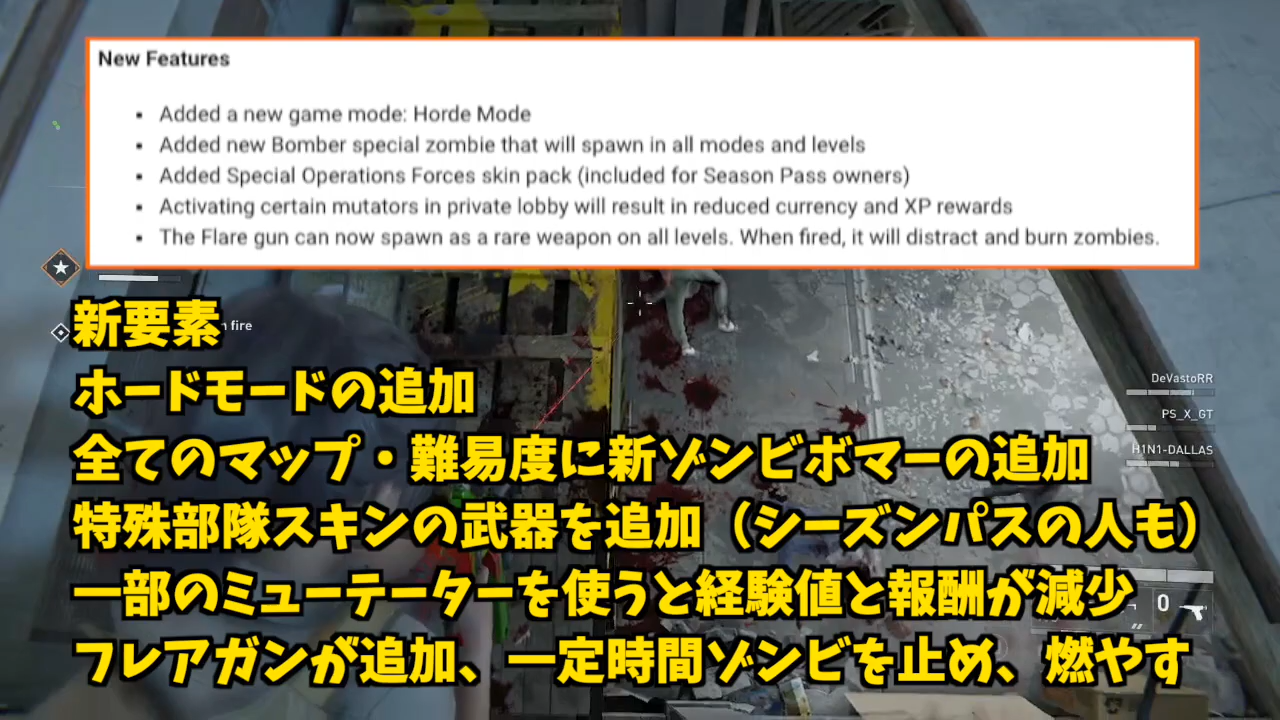 New Features
• Added a new game mode: Horde Mode
• Added new Bomber special zombie that will spawn in all modes and levels
• Added Special Operations Forces skin pack (included for Season Pass owners)
• Activating certain mutators in private lobby will result in reduced currency and XP rewards
• The Flare gun can now spawn as a rare weapon on all levels. When fired, it will distract and burn zombies.
fire
新要素
ホードモードの追加
全てのマップ・難易度に新ゾンビボマーの追加
特殊部隊スキンの武器を追加（シーズンパスの人も）
一部のミューテーターを使うと経験値と報酬が減少
フレアガンが追加、一定時間ゾンビを止め、燃やす
DeVastoRR
PS_X_GT
H1N1-DALLAS
0